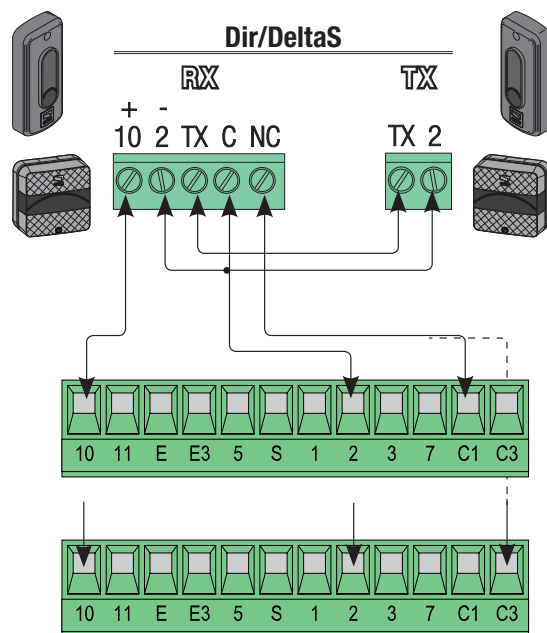 Dir/DeltaS
RX TX
+ -
10 2 TX C NC TX 2
10 11 E E3 5 S 1 2 3 7 C1 C3
10 11 E E3 5 S 1 2 3 7 C1 C3